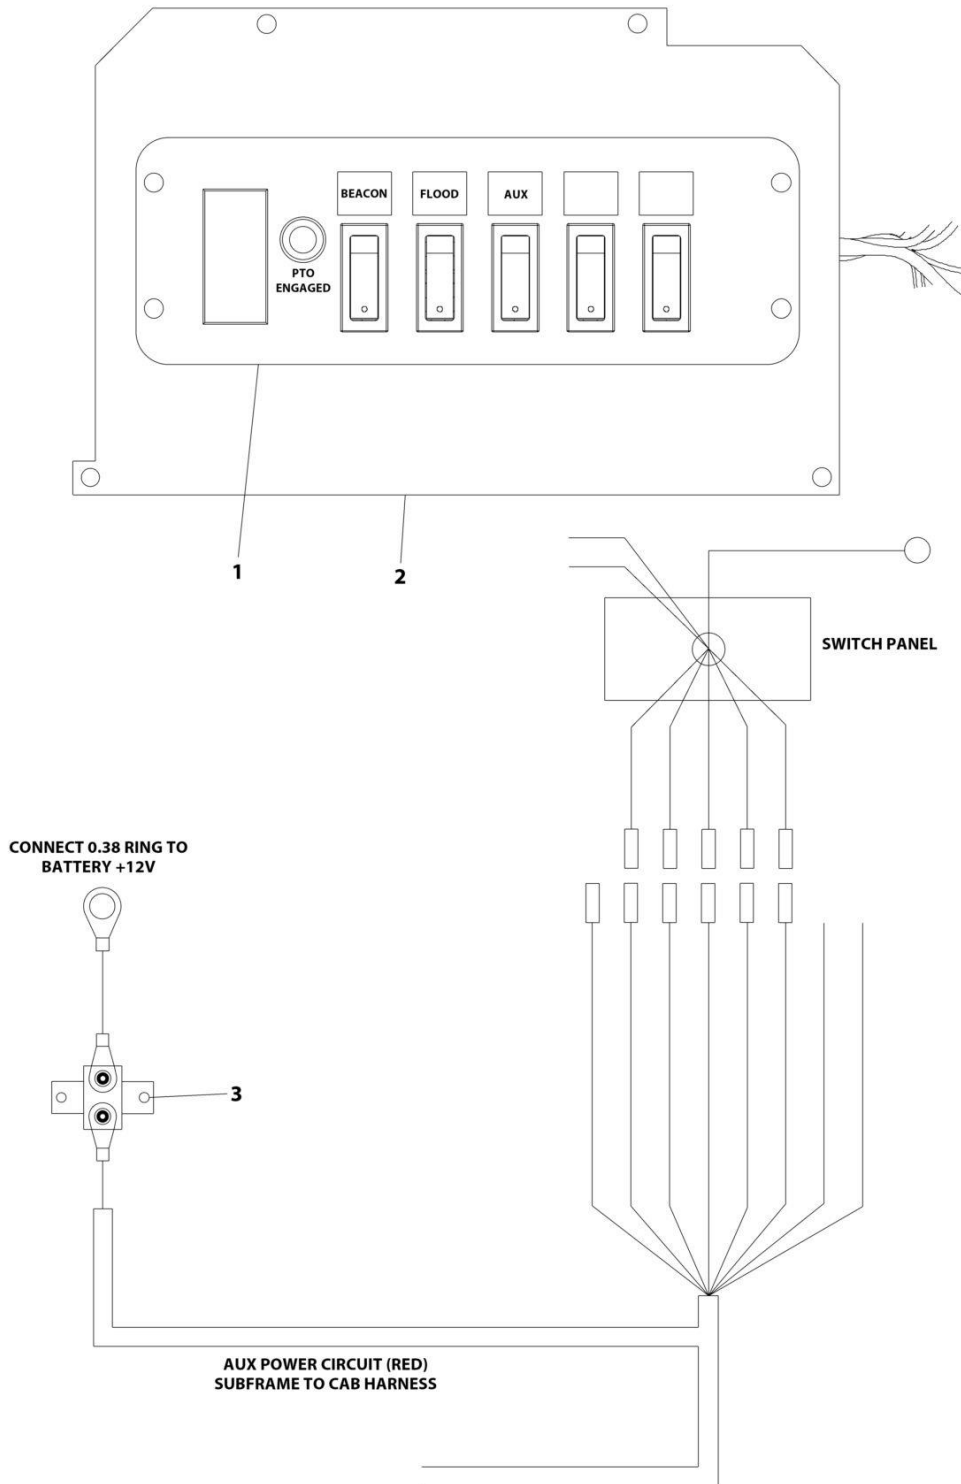 BEACON
FLOOD
AUX
PTO
ENGAGED
1
2
SWITCH PANEL
CONNECT 0.38 RING TO
BATTERY +12V
3
AUX POWER CIRCUIT (RED)
SUBFRAME TO CAB HARNESS